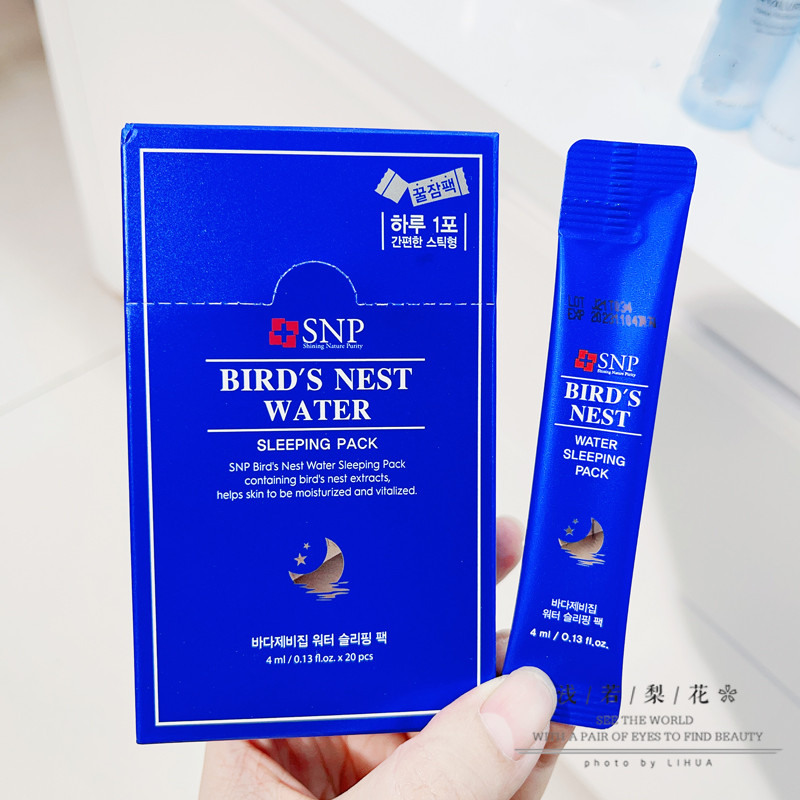 꿀잠팩
하루 1포
간편한 스틱형
SNP
Shining Nature Purity
BIRD'S NEST
WATER
SLEEPING PACK
SNP Bird's Nest Water Sleeping Pack
containing bird's nest extracts,
helps skin to be moisturized and vitalized.
바다제비집 워터 슬리핑 팩
4 ml / 0.13 fl.oz. x 20 pcs
SNP
Shining Nature Purity
BIRD'S
NEST
WATER
SLEEPING
PACK
바다제비집
워터 슬리핑 팩
4 ml / 0.13 fl.oz.
若/梨/花
SEE THE WORLD
WITH A PAIR OF EYES TO FIND BEAUTY
photo by LIHUA